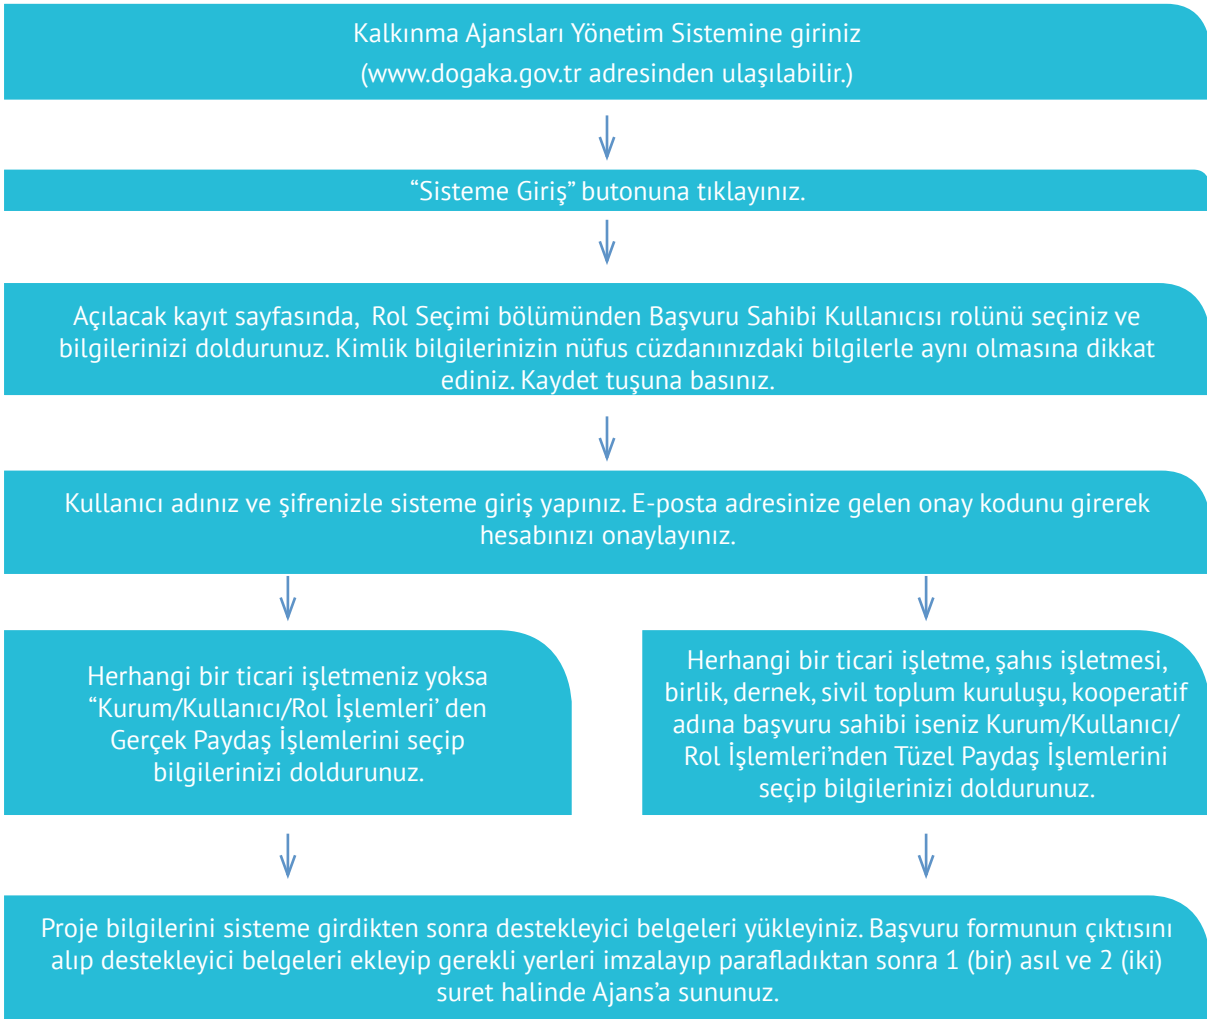 Kalkınma Ajansları Yönetim Sistemine giriniz
(www.dogaka.gov.tr adresinden ulaşılabilir.)
“Sisteme Giriş” butonuna tıklayınız.
Açılacak kayıt sayfasında, Rol Seçimi bölümünden Başvuru Sahibi Kullanıcısı rolünü seçiniz ve
bilgilerinizi doldurunuz. Kimlik bilgilerinizin nüfus cüzdanınızdaki bilgilerle aynı olmasına dikkat
ediniz. Kaydet tuşuna basınız.
Kullanıcı adınız ve şifrenizle sisteme giriş yapınız. E-posta adresinize gelen onay kodunu girerek
hesabınızı onaylayınız.
Herhangi bir ticari işletmeniz yoksa
“Kurum/Kullanıcı/Rol İşlemleri’ den
Gerçek Paydaş İşlemlerini seçip
bilgilerinizi doldurunuz.
Herhangi bir ticari işletme, şahıs işletmesi,
birlik, dernek, sivil toplum kuruluşu, kooperatif
adına başvuru sahibi iseniz Kurum/Kullanıcı/
Rol İşlemleri’nden Tüzel Paydaş İşlemlerini
seçip bilgilerinizi doldurunuz.
Proje bilgilerini sisteme girdikten sonra destekleyici belgeleri yükleyiniz. Başvuru formunun çıktısını
alıp destekleyici belgeleri ekleyip gerekli yerleri imzalayıp parafladıktan sonra 1 (bir) asıl ve 2 (iki)
suret halinde Ajans’a sununuz.